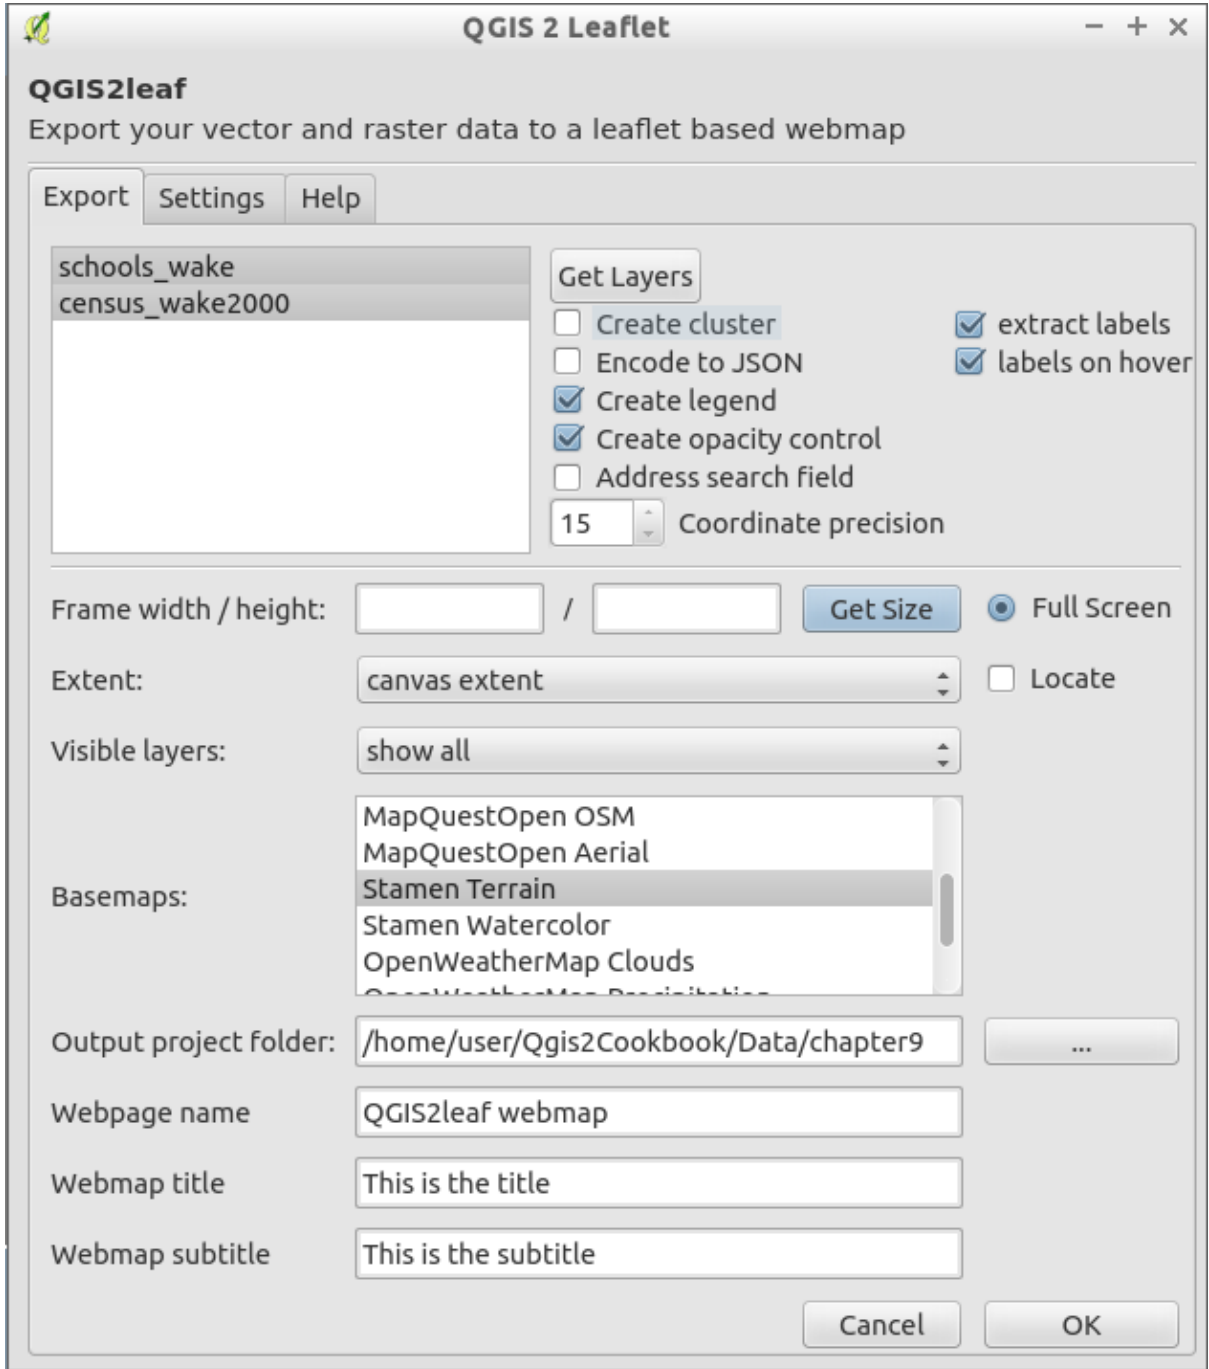 QGIS 2 Leaflet
QGIS2leaf
Export your vector and raster data to a leaflet based webmap
Export
Settings
Help
schools_wake
census_wake2000
Get Layers
Create cluster
extract labels
Encode to JSON
labels on hover
Create legend
Create opacity control
Address search field
15
Coordinate precision
Frame width / height:
/
Get Size
Full Screen
Extent:
canvas extent
Locate
Visible layers:
show all
Basemaps:
MapQuestOpen OSM
MapQuestOpen Aerial
Stamen Terrain
Stamen Watercolor
OpenWeatherMap Clouds
OpenWeatherMap Precipitation
Output project folder:
/home/user/Qgis2Cookbook/Data/chapter9
...
Webpage name
QGIS2leaf webmap
Webmap title
This is the title
Webmap subtitle
This is the subtitle
Cancel
OK